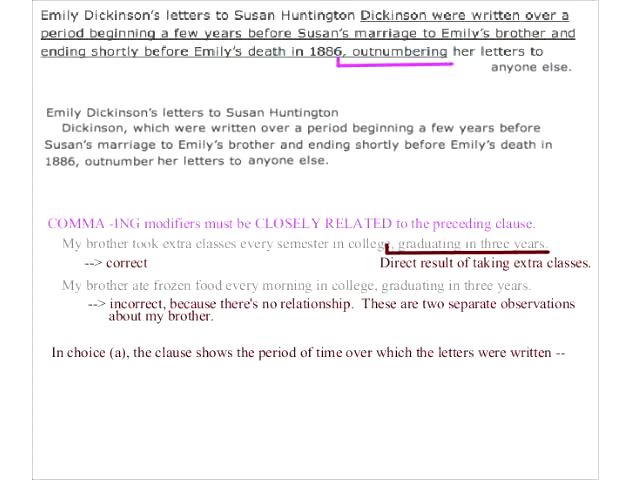 Emily Dickinson's letters to Susan Huntington Dickinson were written over a
period beginning a few years before Susan's marriage to Emily's brother and
ending shortly before Emily's death in 1886, outnumbering her letters to
anyone else.
Emily Dickinson's letters to Susan Huntington
Dickinson, which were written over a period beginning a few years before
Susan's marriage to Emily's brother and ending shortly before Emily's death in
1886, outnumber her letters to anyone else.
COMMA -ING modifiers must be CLOSELY RELATED to the preceding clause.
My brother took extra classes every semester in college, graduating in three years.
--> correct Direct result of taking extra classes.
My brother ate frozen food every morning in college, graduating in three years.
--> incorrect, because there's no relationship. These are two separate observations
about my brother.
In choice (a), the clause shows the period of time over which the letters were written --